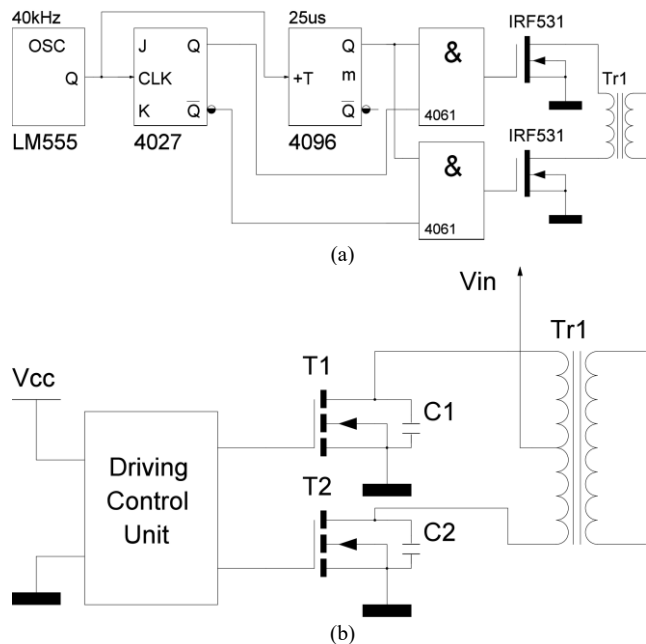 40kHz
OSC
Q
LM555
J
Q
CLK
K
Q
4027
25us
Q
+T
m
Q
4096
&
4061
&
4061
IRF531
IRF531
Tr1
(a)
Vcc
Driving
Control
Unit
T1
C1
T2
C2
Vin
Tr1
(b)